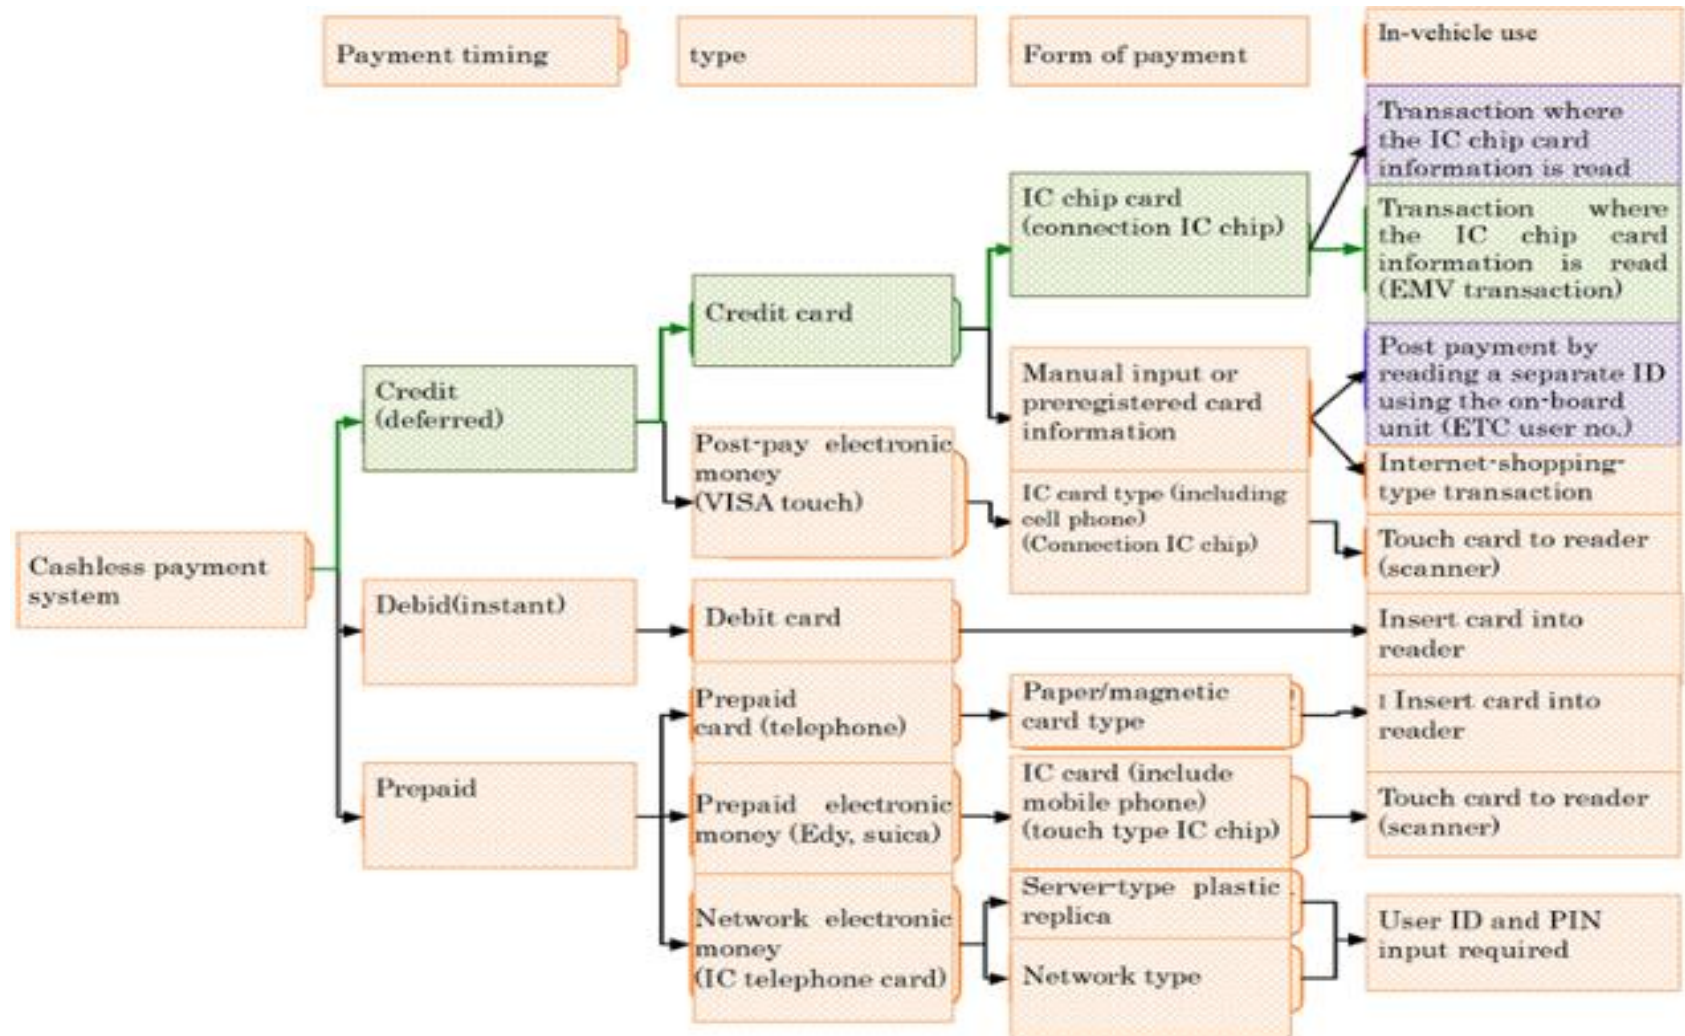 Payment timing
type
Form of payment
In-vehicle use
Cashless payment
system
Credit
(deferred)
Debid(instant)
Prepaid
Credit card
Post-pay electronic
money
(VISA touch)
Debit card
Prepaid
card (telephone)
Prepaid electronic
money (Edy, suica)
Network electronic
money
(IC telephone card)
IC chip card
(connection IC chip)
Manual input or
preregistered card
information
IC card type (including
cell phone)
(Connection IC chip)
Paper/magnetic
card type
IC card (include
mobile phone)
(touch type IC chip)
Server-type plastic
replica
Network type
Transaction where
the IC chip card
information is read
Transaction where
the IC chip card
information is read
(EMV transaction)
Post payment by
reading a separate ID
using the on-board
unit (ETC user no.)
Internet-shopping-
type transaction
Touch card to reader
(scanner)
Insert card into
reader
I Insert card into
reader
Touch card to reader
(scanner)
User ID and PIN
input required